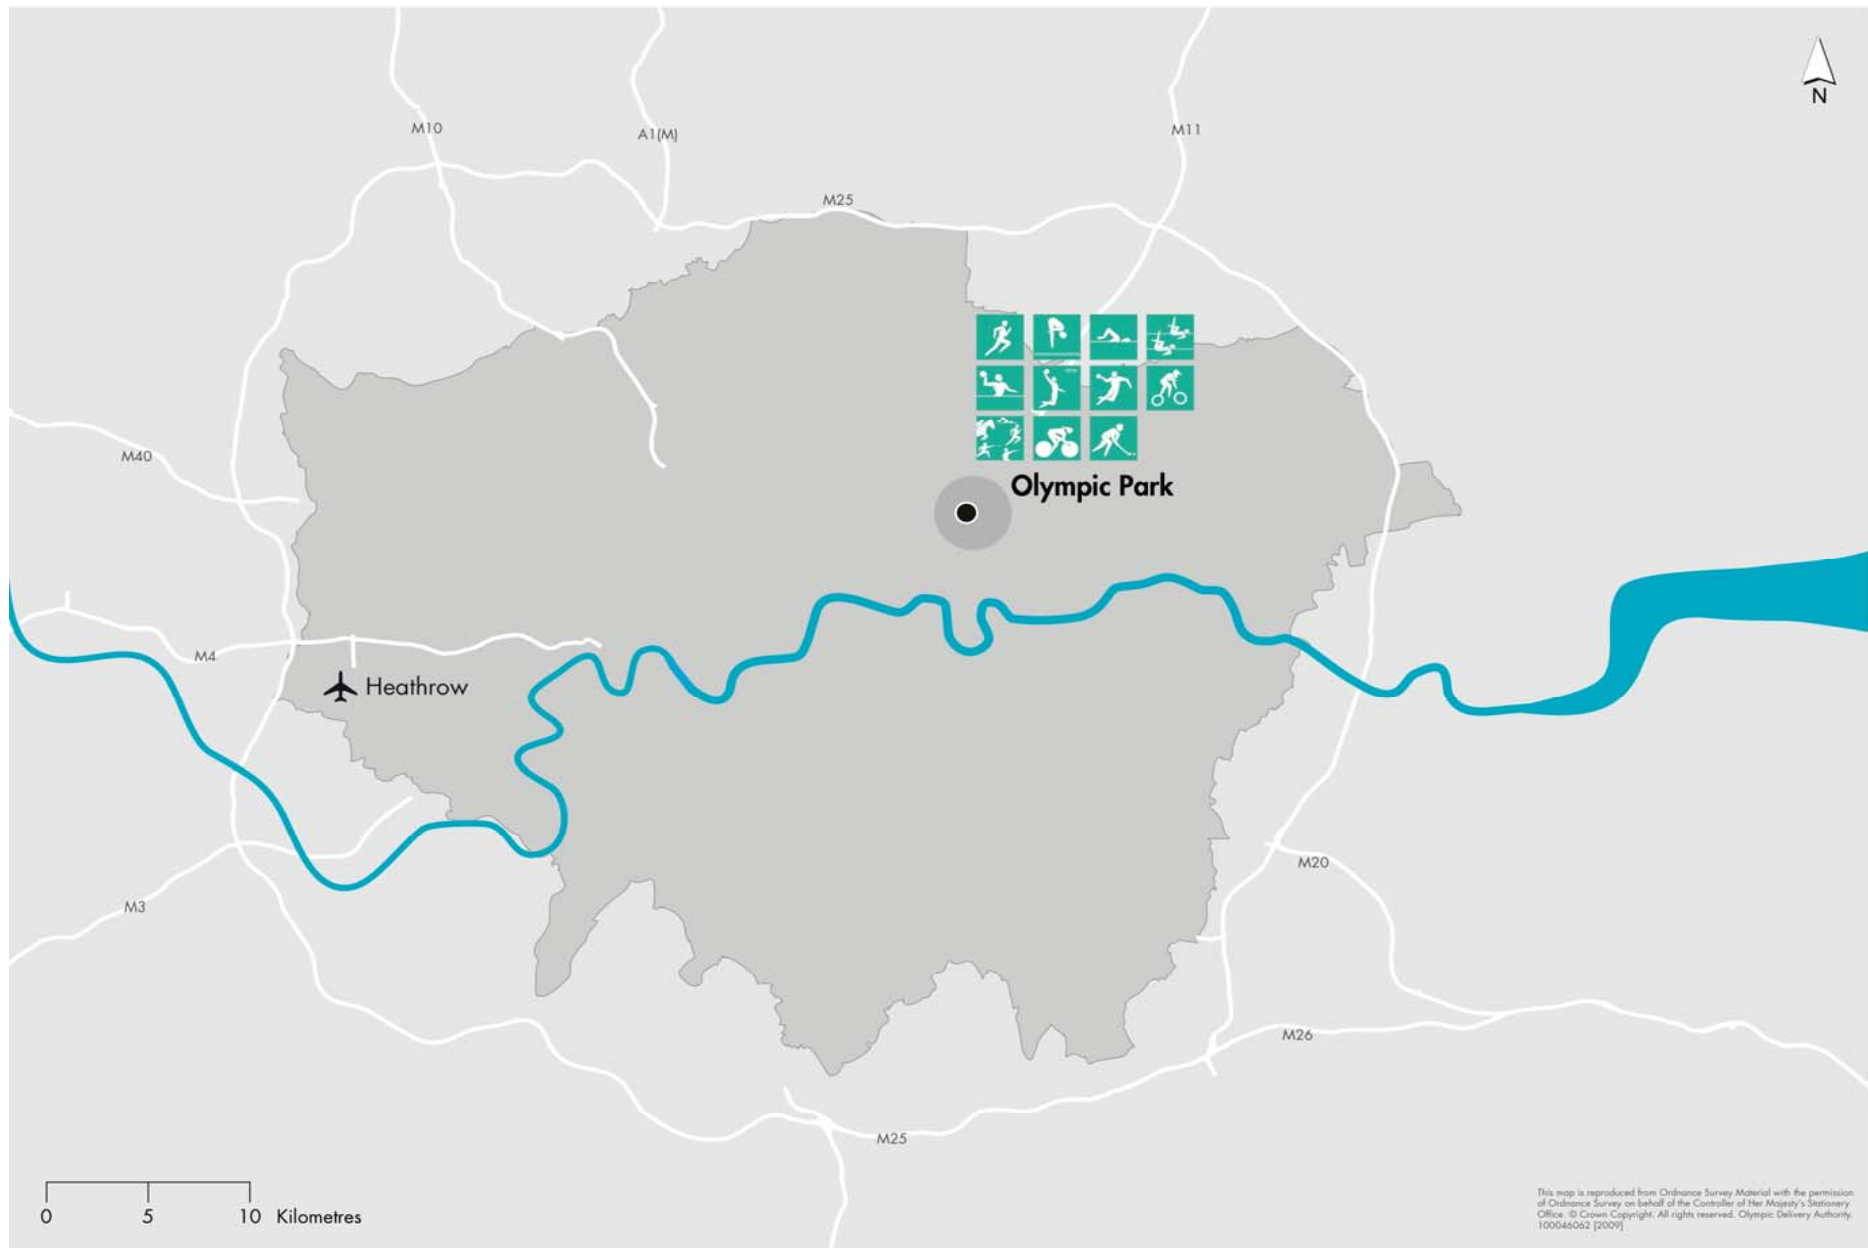 N
M10
A1(M)
M11
M25
M40
Olympic Park
M4
Heathrow
M20
M3
M26
M25
0 5 10 Kilometres
This map is reproduced from Ordnance Survey Material with the permission
of Ordnance Survey on behalf of the Controller of Her Majesty's Stationery
Office. © Crown Copyright. All rights reserved. Olympic Delivery Authority.
100046062 [2009]